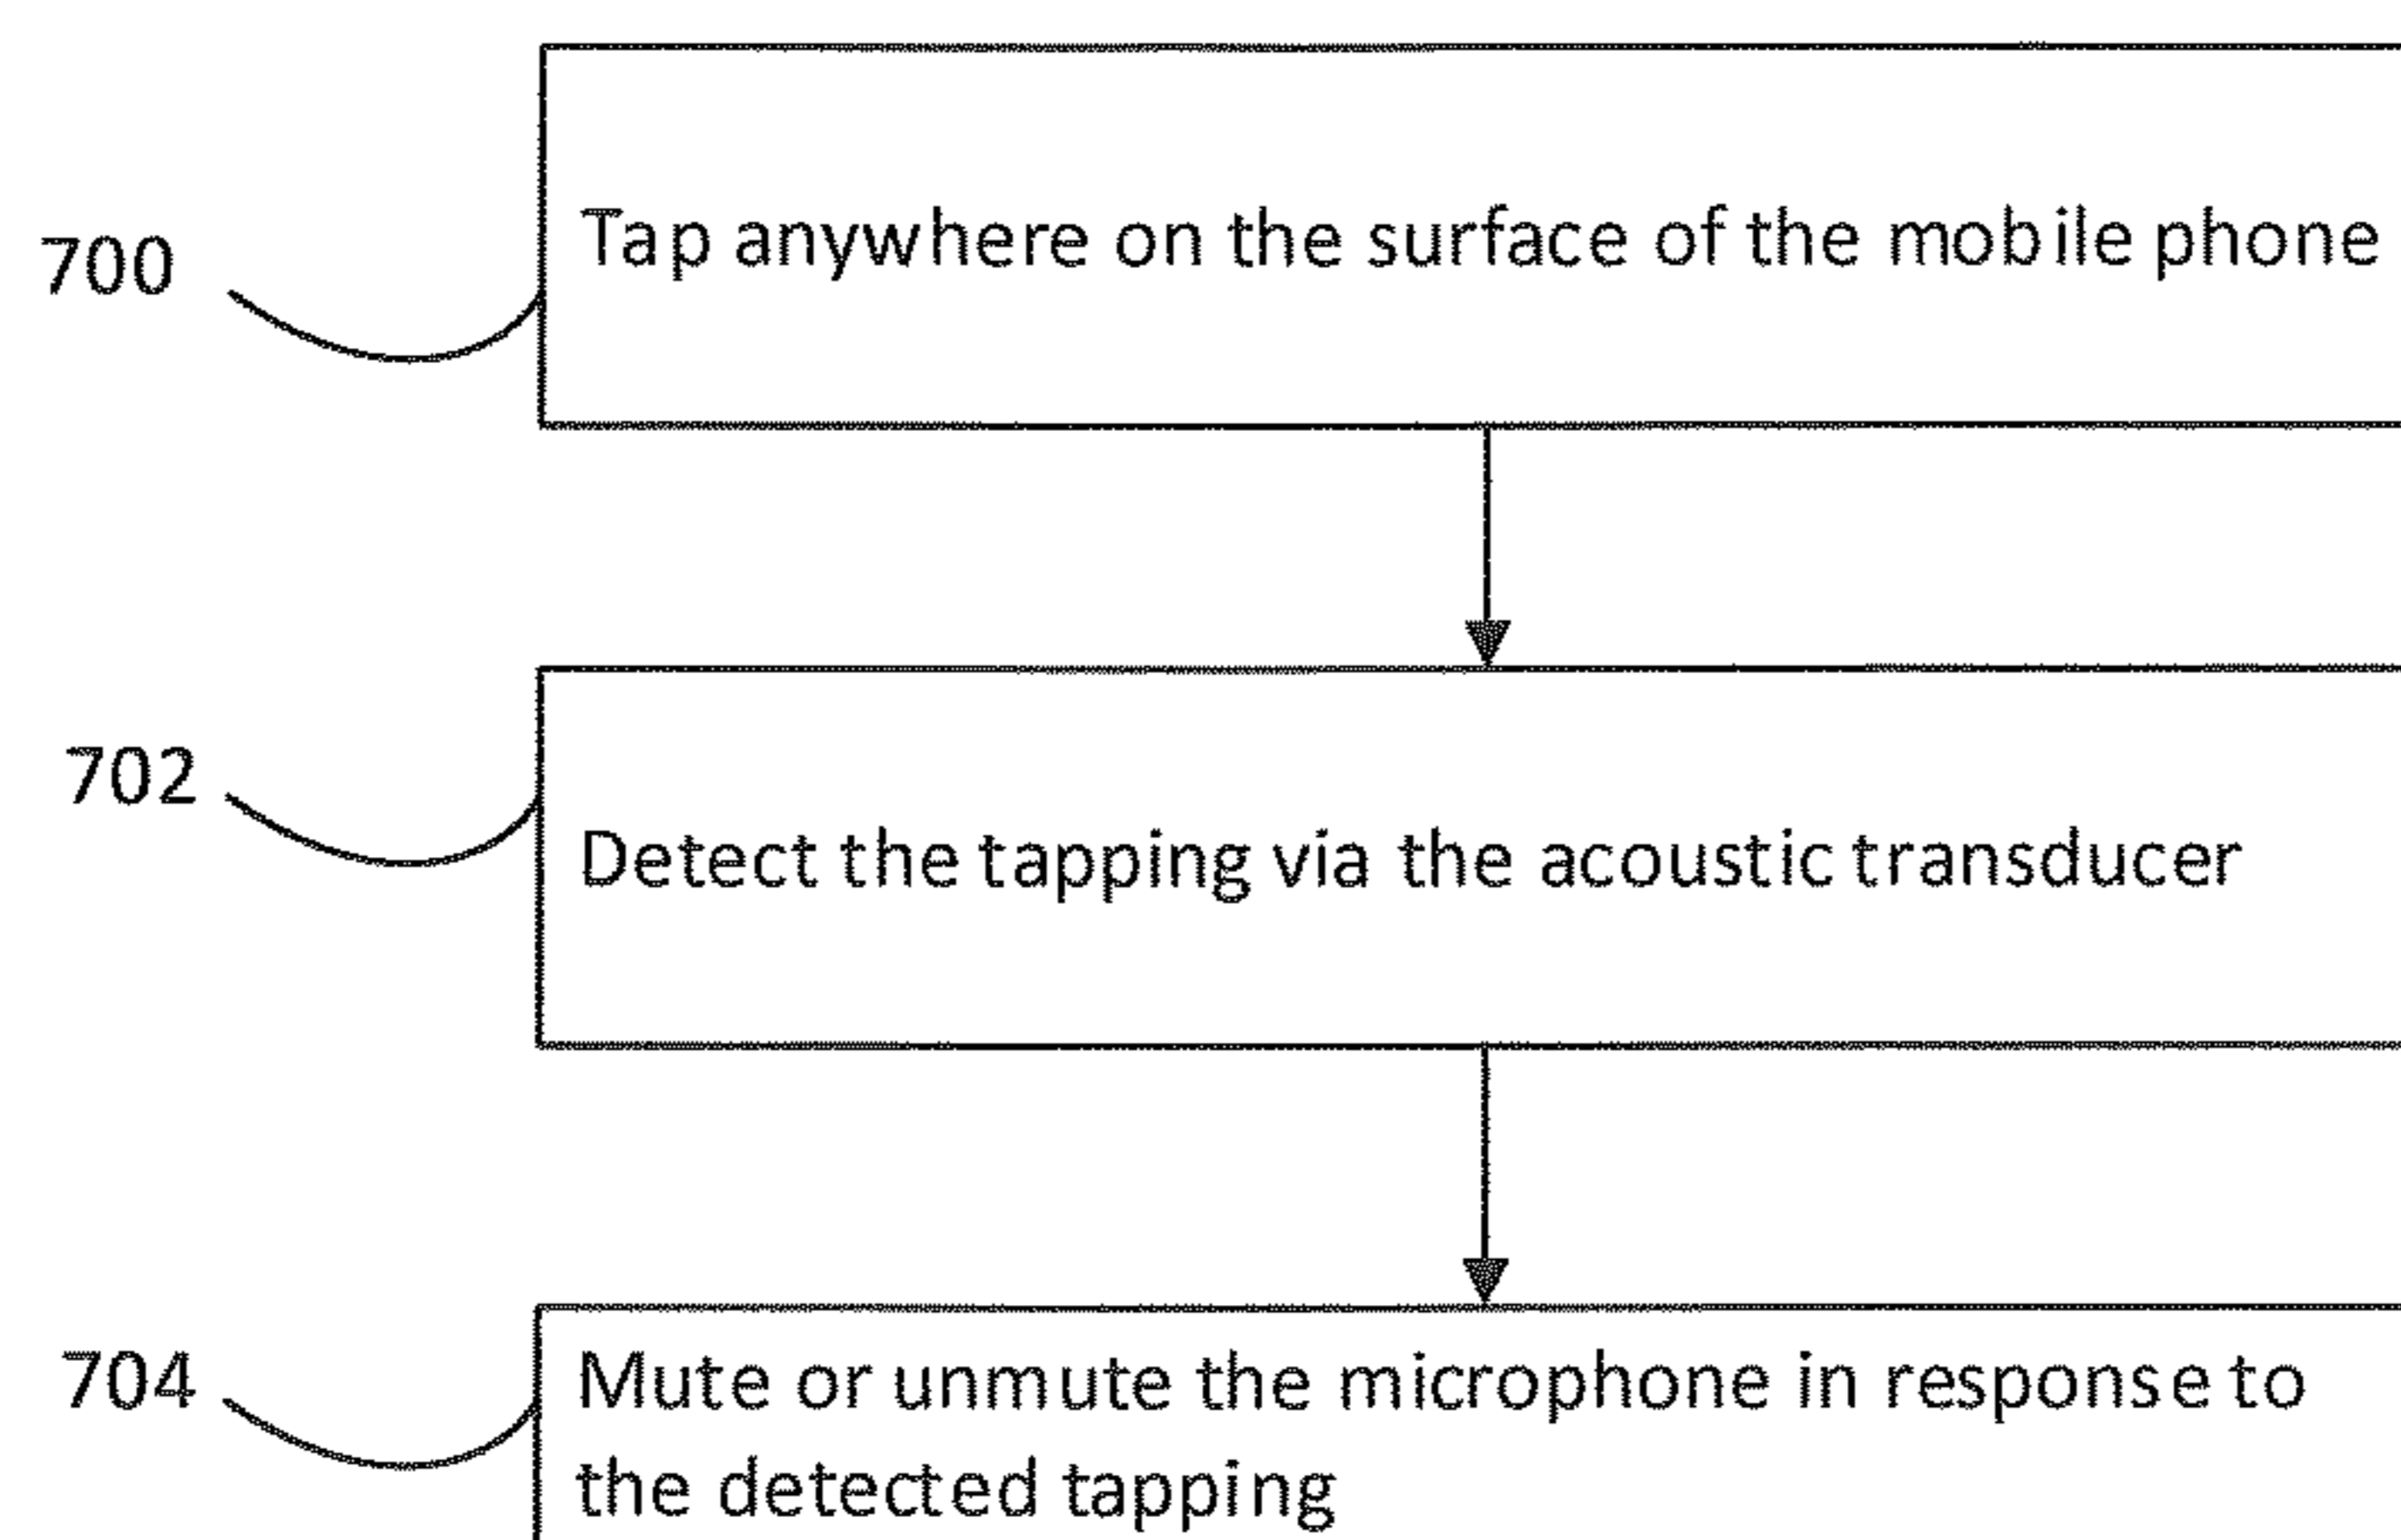 700
Tap anywhere on the surface of the mobile phone
702
Detect the tapping via the acoustic transducer
704
Mute or unmute the microphone in response to
the detected tapping